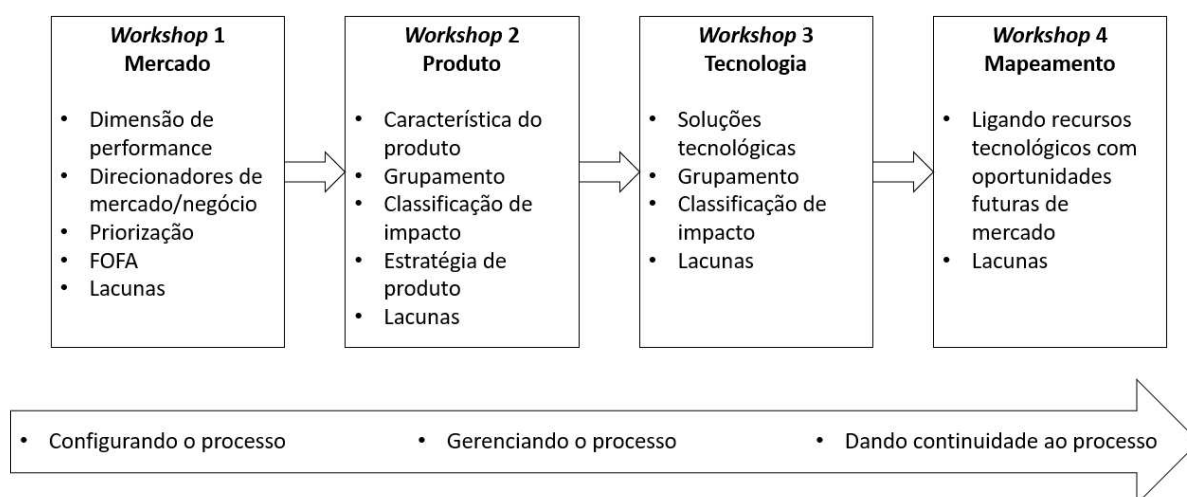 Workshop 1
Mercado
• Dimensão de
performance
• Direcionadores de
mercado/negócio
• Priorização
• FOFA
• Lacunas
Workshop 2
Produto
• Característica do
produto
• Grupamento
• Classificação de
impacto
• Estratégia de
produto
• Lacunas
Workshop 3
Tecnologia
• Soluções
tecnológicas
• Grupamento
• Classificação de
impacto
• Lacunas
Workshop 4
Mapeamento
• Ligando recursos
tecnológicos com
oportunidades
futuras de
mercado
• Lacunas
• Configurando o processo
• Gerenciando o processo
• Dando continuidade ao processo